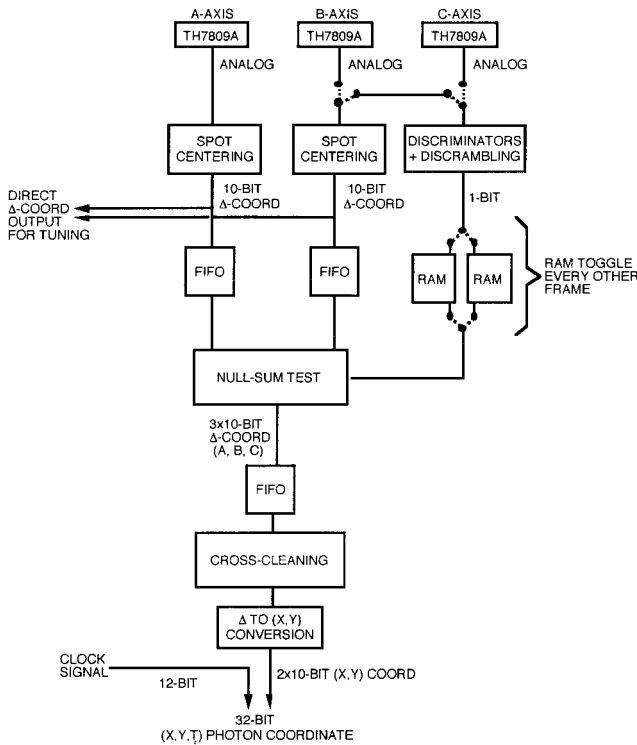 A-AXIS
B-AXIS
C-AXIS
TH7809A
TH7809A
TH7809A
ANALOG
ANALOG
ANALOG
SPOT
CENTERING
SPOT
CENTERING
DISCRIMINATORS
+ DISCRAMBLING
DIRECT
Δ-COORD
OUTPUT
FOR TUNING
10-BIT
Δ-COORD
10-BIT
Δ-COORD
1-BIT
FIFO
FIFO
RAM
RAM
RAM TOGGLE
EVERY OTHER
FRAME
NULL-SUM TEST
3x10-BIT
Δ-COORD
(A, B, C)
FIFO
CROSS-CLEANING
Δ TO (X,Y)
CONVERSION
CLOCK
SIGNAL
12-BIT
2x10-BIT (X,Y) COORD
32-BIT
(X,Y,T) PHOTON COORDINATE